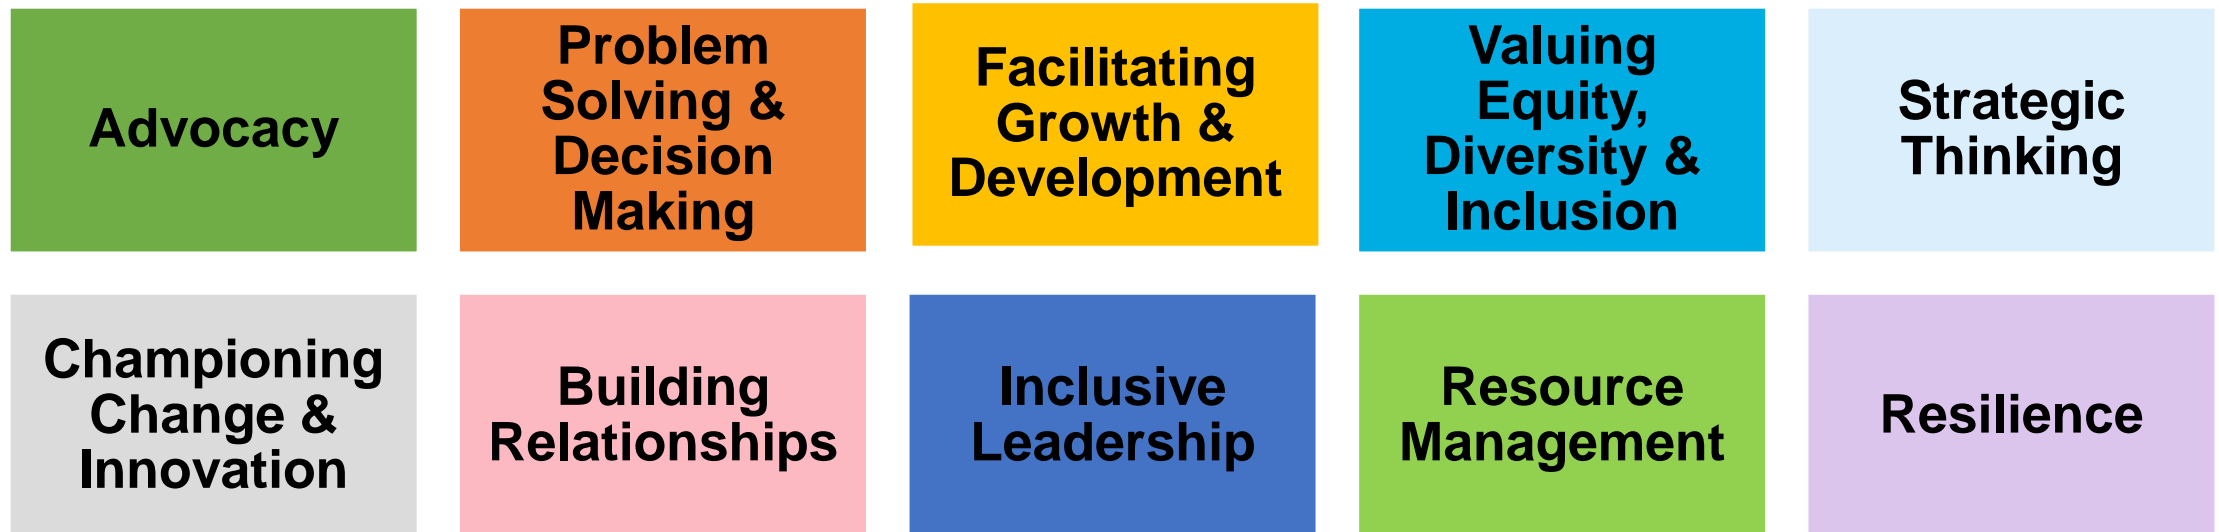 Advocacy
Problem
Solving &
Decision
Making
Facilitating
Growth &
Development
Valuing
Equity,
Diversity &
Inclusion
Strategic
Thinking
Championing
Change &
Innovation
Building
Relationships
Inclusive
Leadership
Resource
Management
Resilience